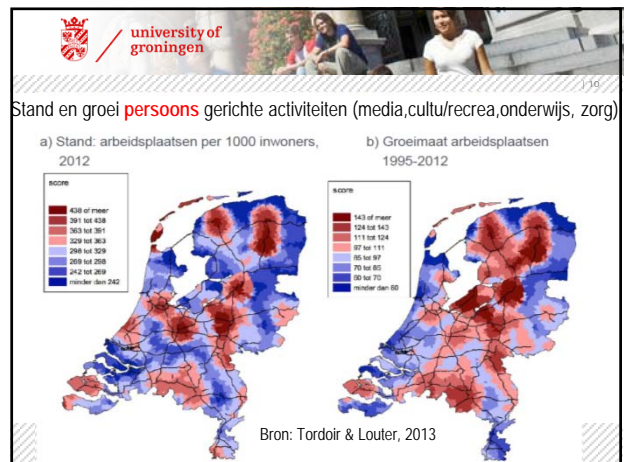 university of
groningen
| 10
Stand en groei persoons gerichte activiteiten (media,cultu/recrea,onderwijs, zorg)
a) Stand: arbeidsplaatsen per 1000 inwoners,
2012
b) Groeimaat arbeidsplaatsen
1995-2012
score
438 of meer
391 tot 438
363 tot 391
329 tot 363
298 tot 329
269 tot 298
242 tot 269
minder dan 242
score
143 of meer
124 tot 143
111 tot 124
97 tot 111
85 tot 97
70 tot 85
60 tot 70
minder dan 60
Bron: Tordoir & Louter, 2013